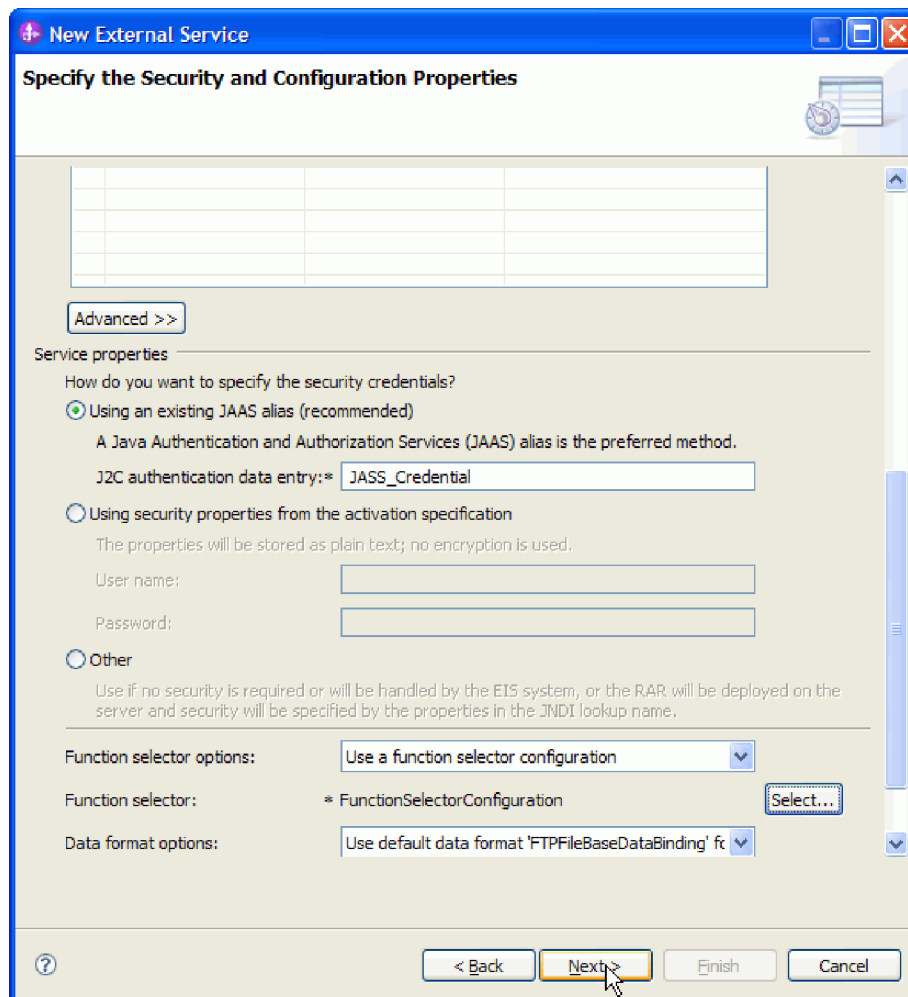 New External Service
Specify the Security and Configuration Properties
Advanced >>
Service properties
How do you want to specify the security credentials?
Using an existing JAAS alias (recommended)
A Java Authentication and Authorization Services (JAAS) alias is the preferred method.
J2C authentication data entry:* JASS_Credential
Using security properties from the activation specification
The properties will be stored as plain text; no encryption is used.
User name:
Password:
Other
Use if no security is required or will be handled by the EIS system, or the RAR will be deployed on the
server and security will be specified by the properties in the JNDI lookup name.
Function selector options: Use a function selector configuration
Function selector: * FunctionSelectorConfiguration Select...
Data format options: Use default data format 'FTPFileBaseDataBinding' fo
? < Back Next > Finish Cancel